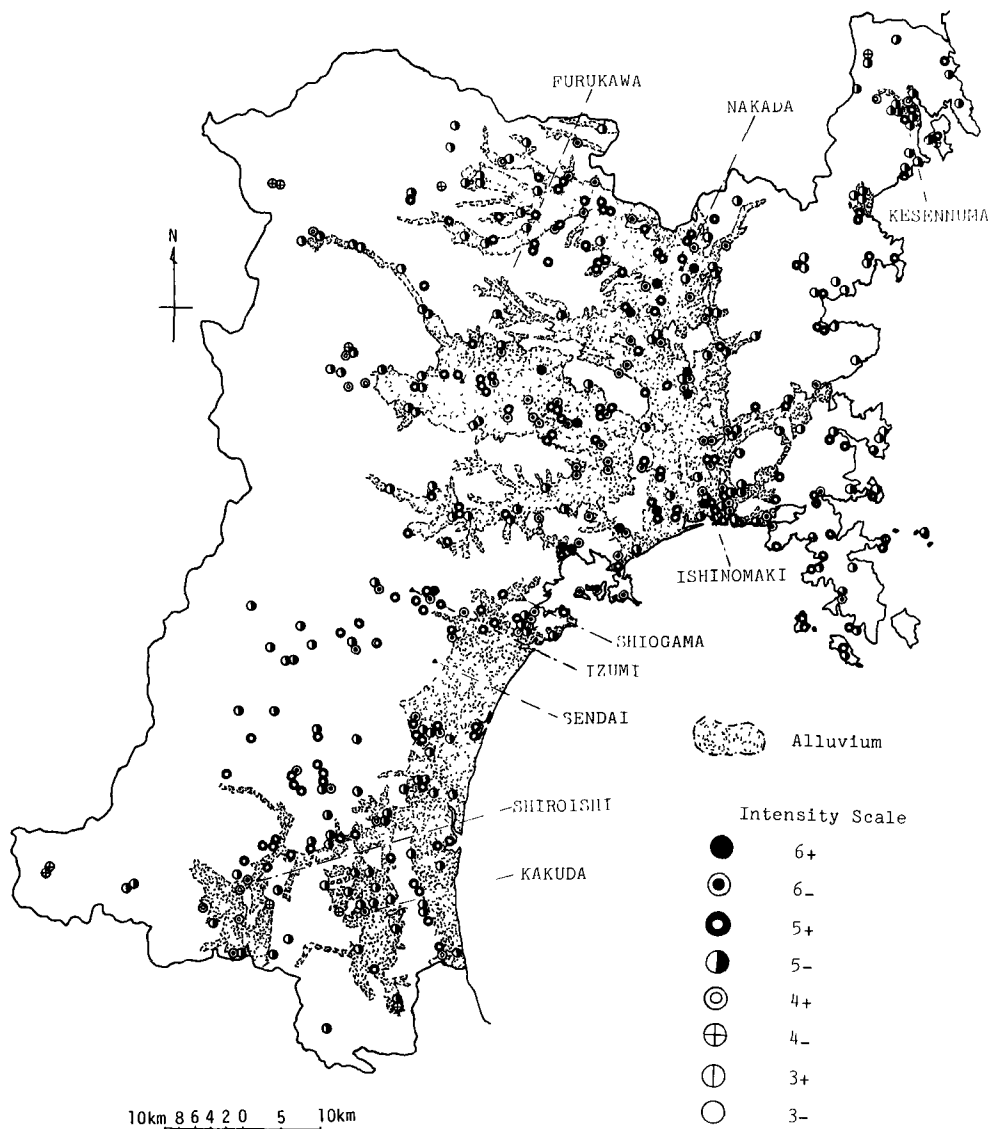 FURUKAWA
NAKADA
KESENNUMA
N
ISHINOMAKI
SHIOGAMA
IZUMI
SENDAI
Alluvium
SHIROISHI
KAKUDA
Intensity Scale
6+
6-
5+
5-
4+
4-
3+
3-
10km 8 6 4 2 0 5 10km